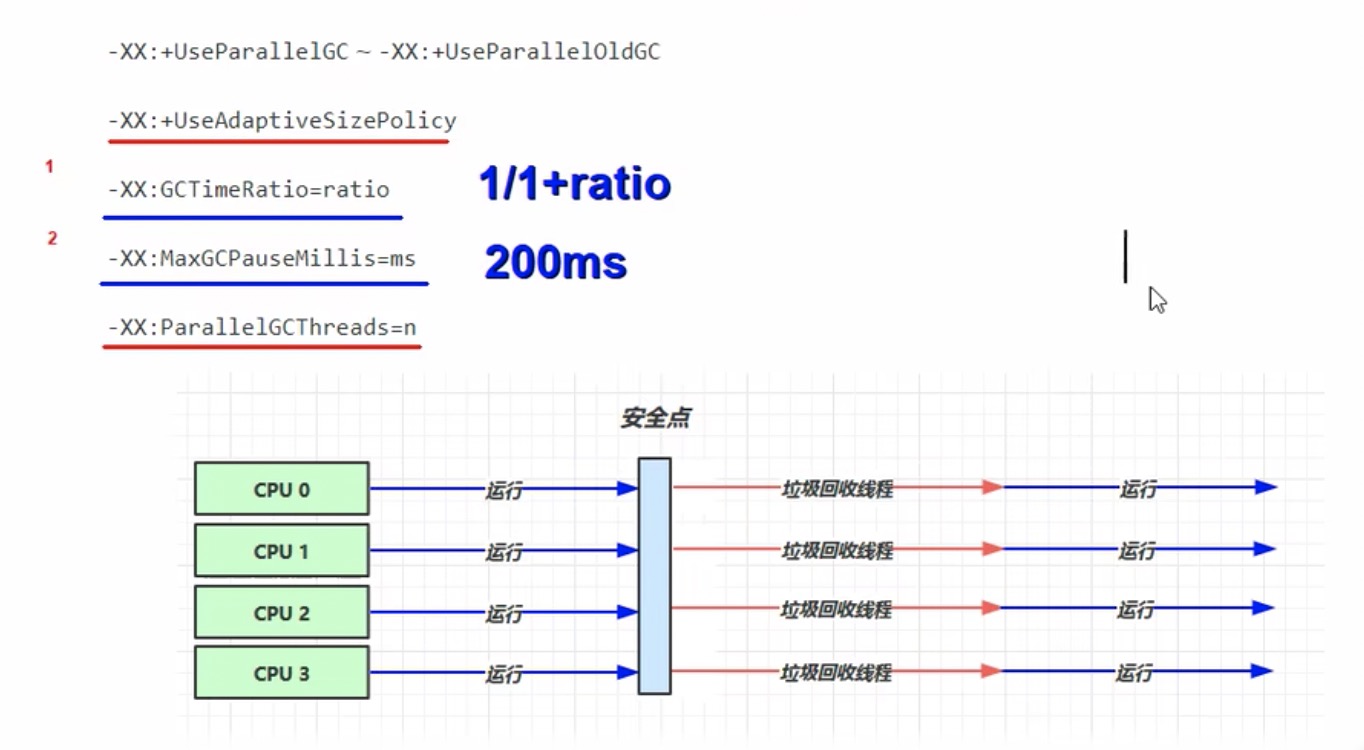 -XX:+UseParallelGC ~ -XX:+UseParallelOldGC
-XX:+UseAdaptiveSizePolicy
1
-XX:GCTimeRatio=ratio 1/1+ratio
2
-XX:MaxGCPauseMillis=ms 200ms
-XX:ParallelGCThreads=n
安全点
CPU 0 运行 垃圾回收线程 运行
CPU 1 运行 垃圾回收线程 运行
CPU 2 运行 垃圾回收线程 运行
CPU 3 运行 垃圾回收线程 运行